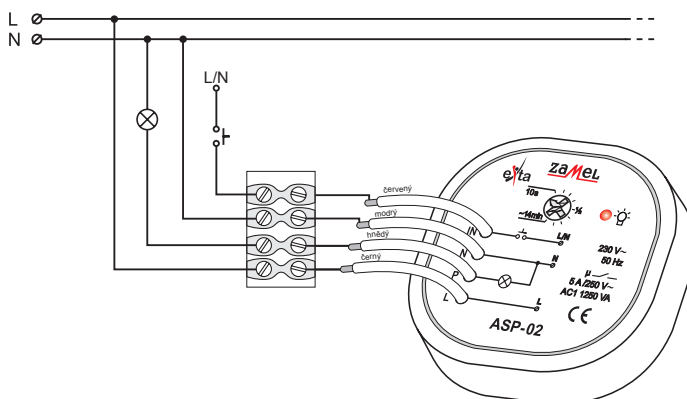 L
N
L/N
červený
modrý
hnědý
černý
exta
ZAMEL
10s
~14min
-½
IN
N
P
L
L/N
N
L
230 V~
50 Hz
µ
5 A/250 V~
AC1 1250 VA
CE
ASP-02